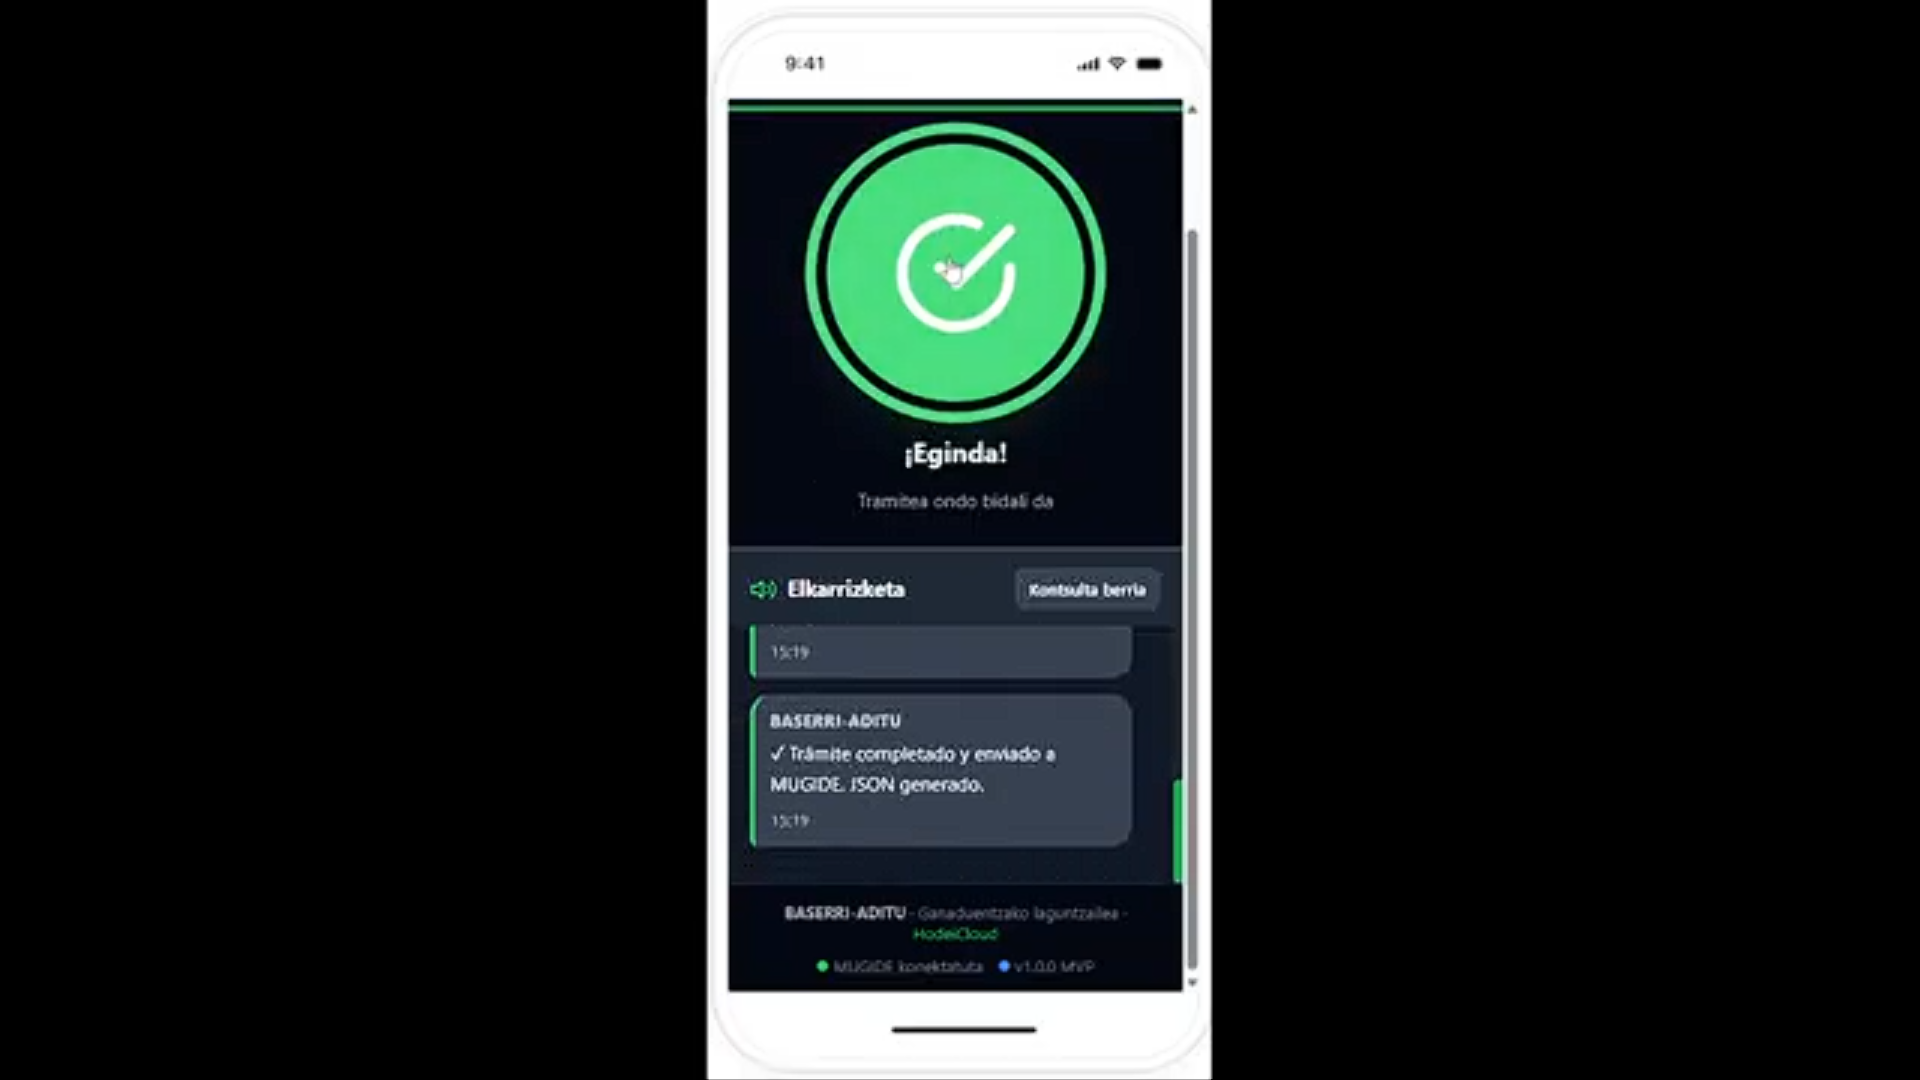 9:41
¡Eginda!
Tramitea ondo bidali da
Elkarrizketa
Kontsulta berria
15:19
BASERRI-ADITU
✓ Trámite completado y enviado a
MUGIDE. JSON generado.
15:19
BASERRI-ADITU - Ganaduentzako laguntzailea -
HodeiCloud
MUGIDE konektatuta v1.0.0 MVP